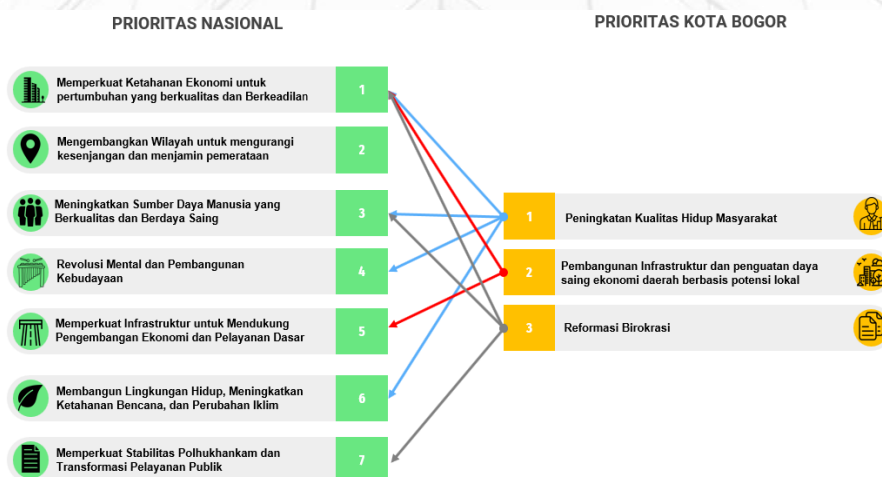 PRIORITAS NASIONAL
PRIORITAS KOTA BOGOR
Memperkuat Ketahanan Ekonomi untuk
pertumbuhan yang berkualitas dan Berkeadilan
1
Mengembangkan Wilayah untuk mengurangi
kesenjangan dan menjamin pemerataan
2
Meningkatkan Sumber Daya Manusia yang
Berkualitas dan Berdaya Saing
3
Revolusi Mental dan Pembangunan
Kebudayaan
4
Memperkuat Infrastruktur untuk Mendukung
Pengembangan Ekonomi dan Pelayanan Dasar
5
Membangun Lingkungan Hidup, Meningkatkan
Ketahanan Bencana, dan Perubahan Iklim
6
Memperkuat Stabilitas Polhukhankam dan
Transformasi Pelayanan Publik
7
1
Peningkatan Kualitas Hidup Masyarakat
2
Pembangunan Infrastruktur dan penguatan daya
saing ekonomi daerah berbasis potensi lokal
3
Reformasi Birokrasi